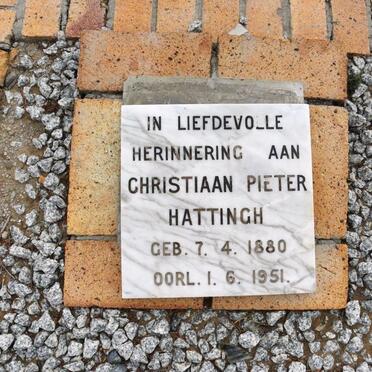 IN LIEFDEVOLLE
HERINNERING AAN
CHRISTIAAN PIETER
HATTINGH
GEB. 7. 4. 1880
OORL. 1. 6. 1951.